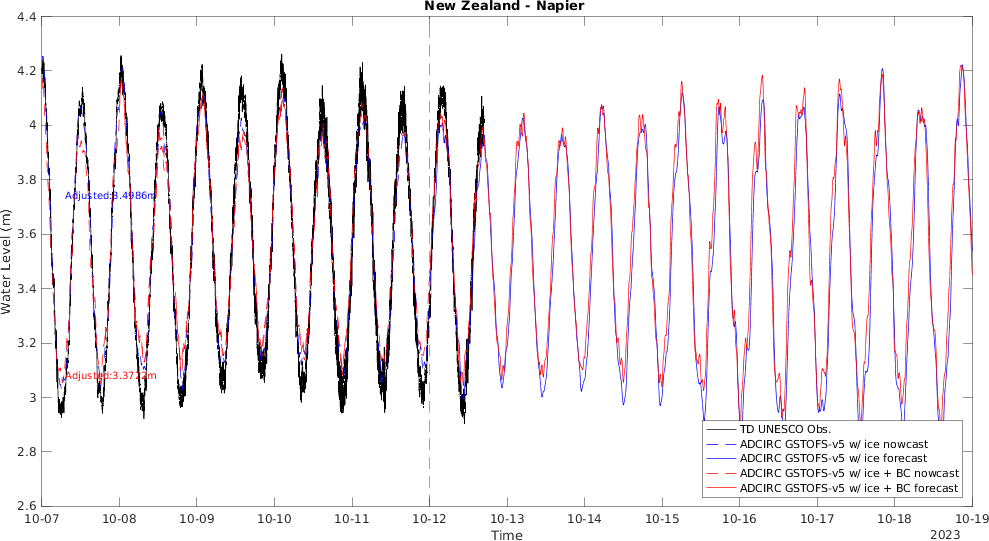 New Zealand - Napier
4.4
4.2
4
3.8
3.6
3.4
3.2
3
2.8
2.6
Water Level (m)
Adjusted:3.4986m
Adjusted:3.3722m
TD UNESCO Obs.
ADCIRC GSTOFS-v5 w/ ice nowcast
ADCIRC GSTOFS-v5 w/ ice forecast
ADCIRC GSTOFS-v5 w/ ice + BC nowcast
ADCIRC GSTOFS-v5 w/ ice + BC forecast
10-07 10-08 10-09 10-10 10-11 10-12 10-13 10-14 10-15 10-16 10-17 10-18 10-19
Time
2023